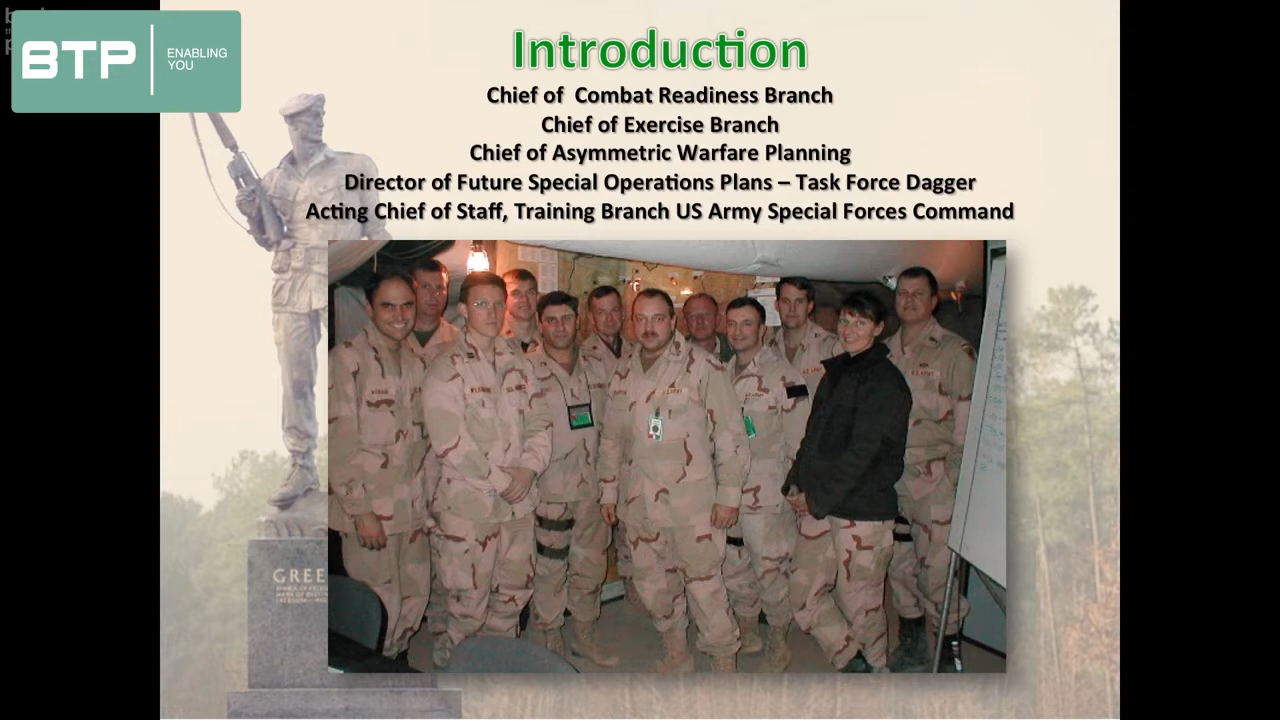 BTP
ENABLING
YOU
Introduction
Chief of Combat Readiness Branch
Chief of Exercise Branch
Chief of Asymmetric Warfare Planning
Director of Future Special Operations Plans – Task Force Dagger
Acting Chief of Staff, Training Branch US Army Special Forces Command
U.S. ARMY
GREE